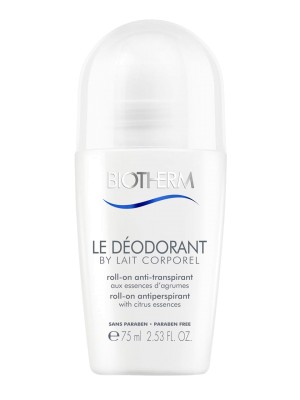 BIOTHERM
LE DÉODORANT
BY LAIT CORPOREL
roll-on anti-transpirant
aux essences d'agrumes
roll-on antiperspirant
with citrus essences
SANS PARABEN • PARABEN FREE
e 75 ml 2.53 FL. OZ.